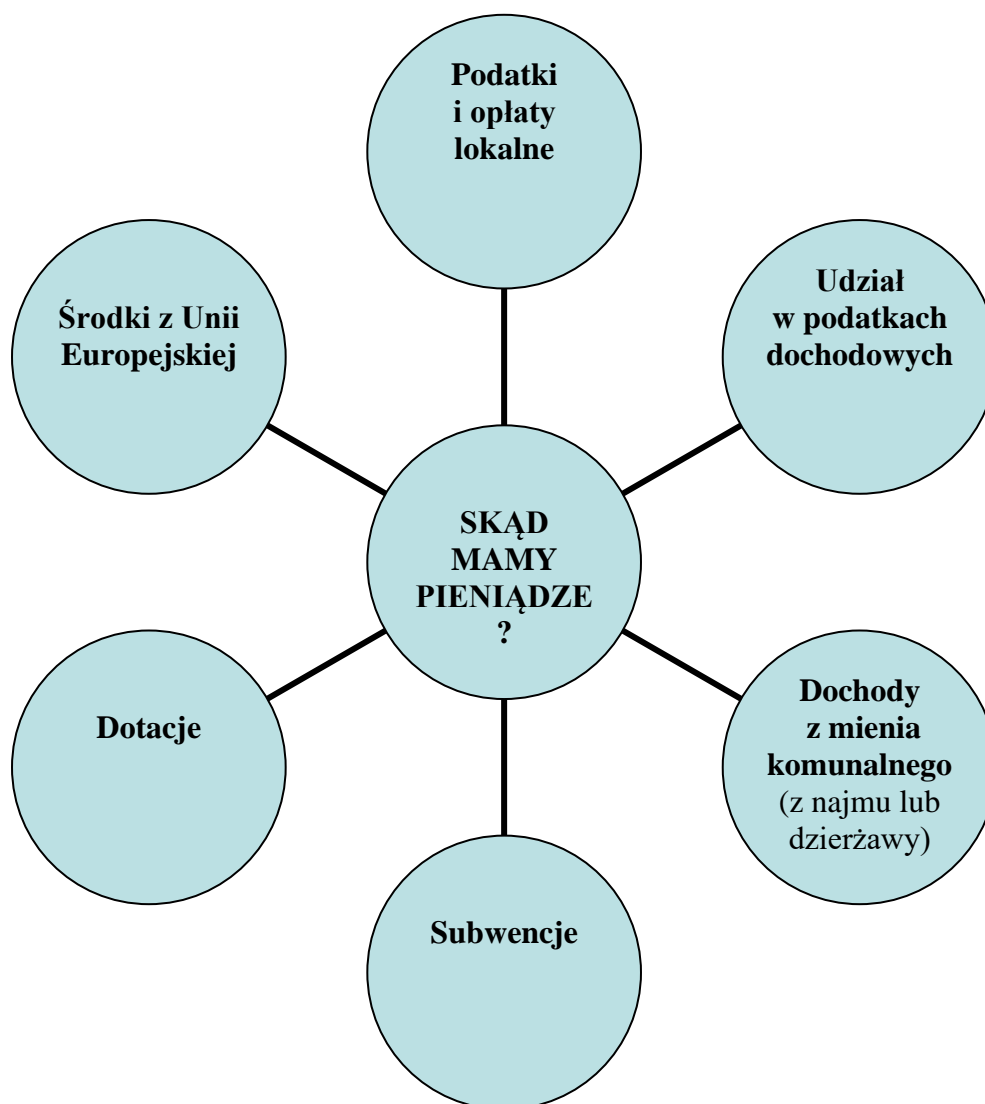 Podatki
i opłaty
lokalne
Udział
w podatkach
dochodowych
Środki z Unii
Europejskiej
SKĄD
MAMY
PIENIĄDZE
?
Dochody
z mienia
komunalnego
(z najmu lub
dzierżawy)
Dotacje
Subwencje